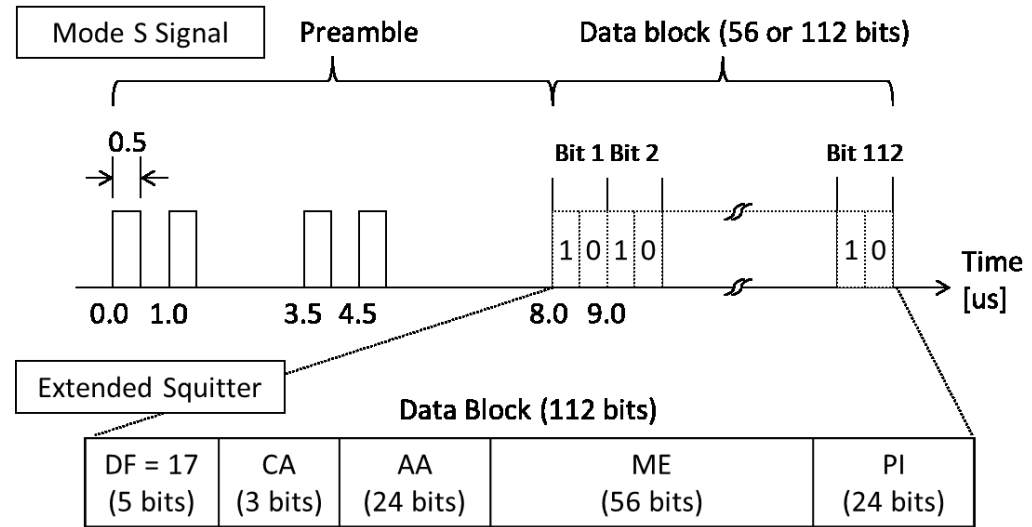 Mode S Signal
Preamble
Data block (56 or 112 bits)
0.5
Bit 1 Bit 2
Bit 112
1 0 1 0
1 0
Time
[us]
0.0 1.0 3.5 4.5 8.0 9.0
Extended Squitter
Data Block (112 bits)
DF = 17 CA AA ME PI
(5 bits) (3 bits) (24 bits) (56 bits) (24 bits)